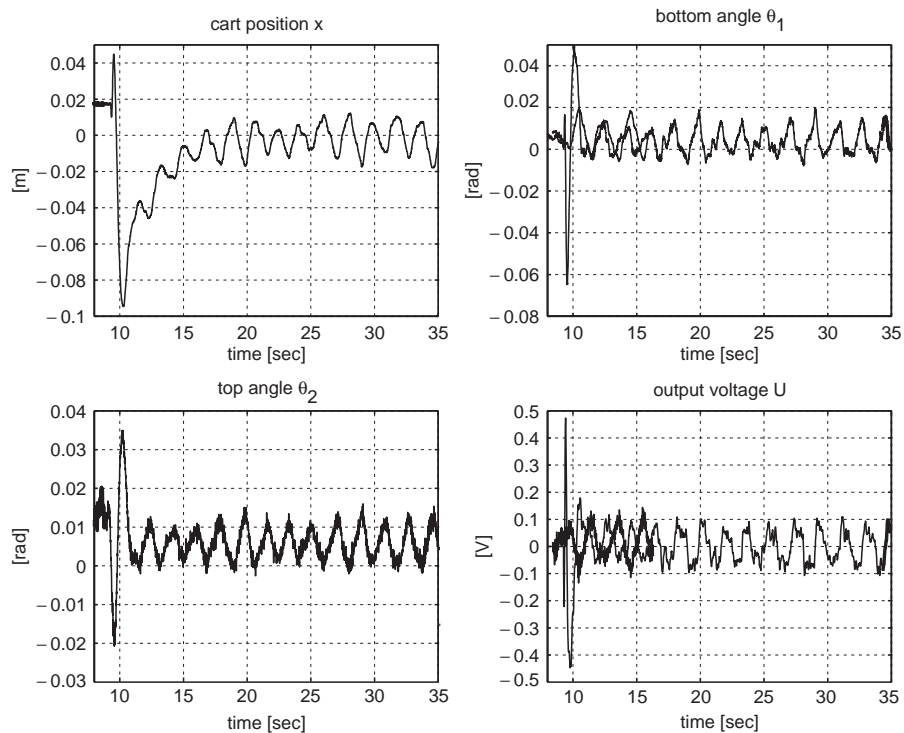 cart position x
0.04
0.02
0
−0.02
−0.04
−0.06
−0.08
−0.1
[m]
10 15 20 25 30 35
time [sec]
bottom angle θ1
0.04
0.02
0
−0.02
−0.04
−0.06
−0.08
[rad]
10 15 20 25 30 35
time [sec]
top angle θ2
0.04
0.03
0.02
0.01
0
−0.01
−0.02
−0.03
[rad]
10 15 20 25 30 35
time [sec]
output voltage U
0.5
0.4
0.3
0.2
0.1
0
−0.1
−0.2
−0.3
−0.4
−0.5
[V]
10 15 20 25 30 35
time [sec]